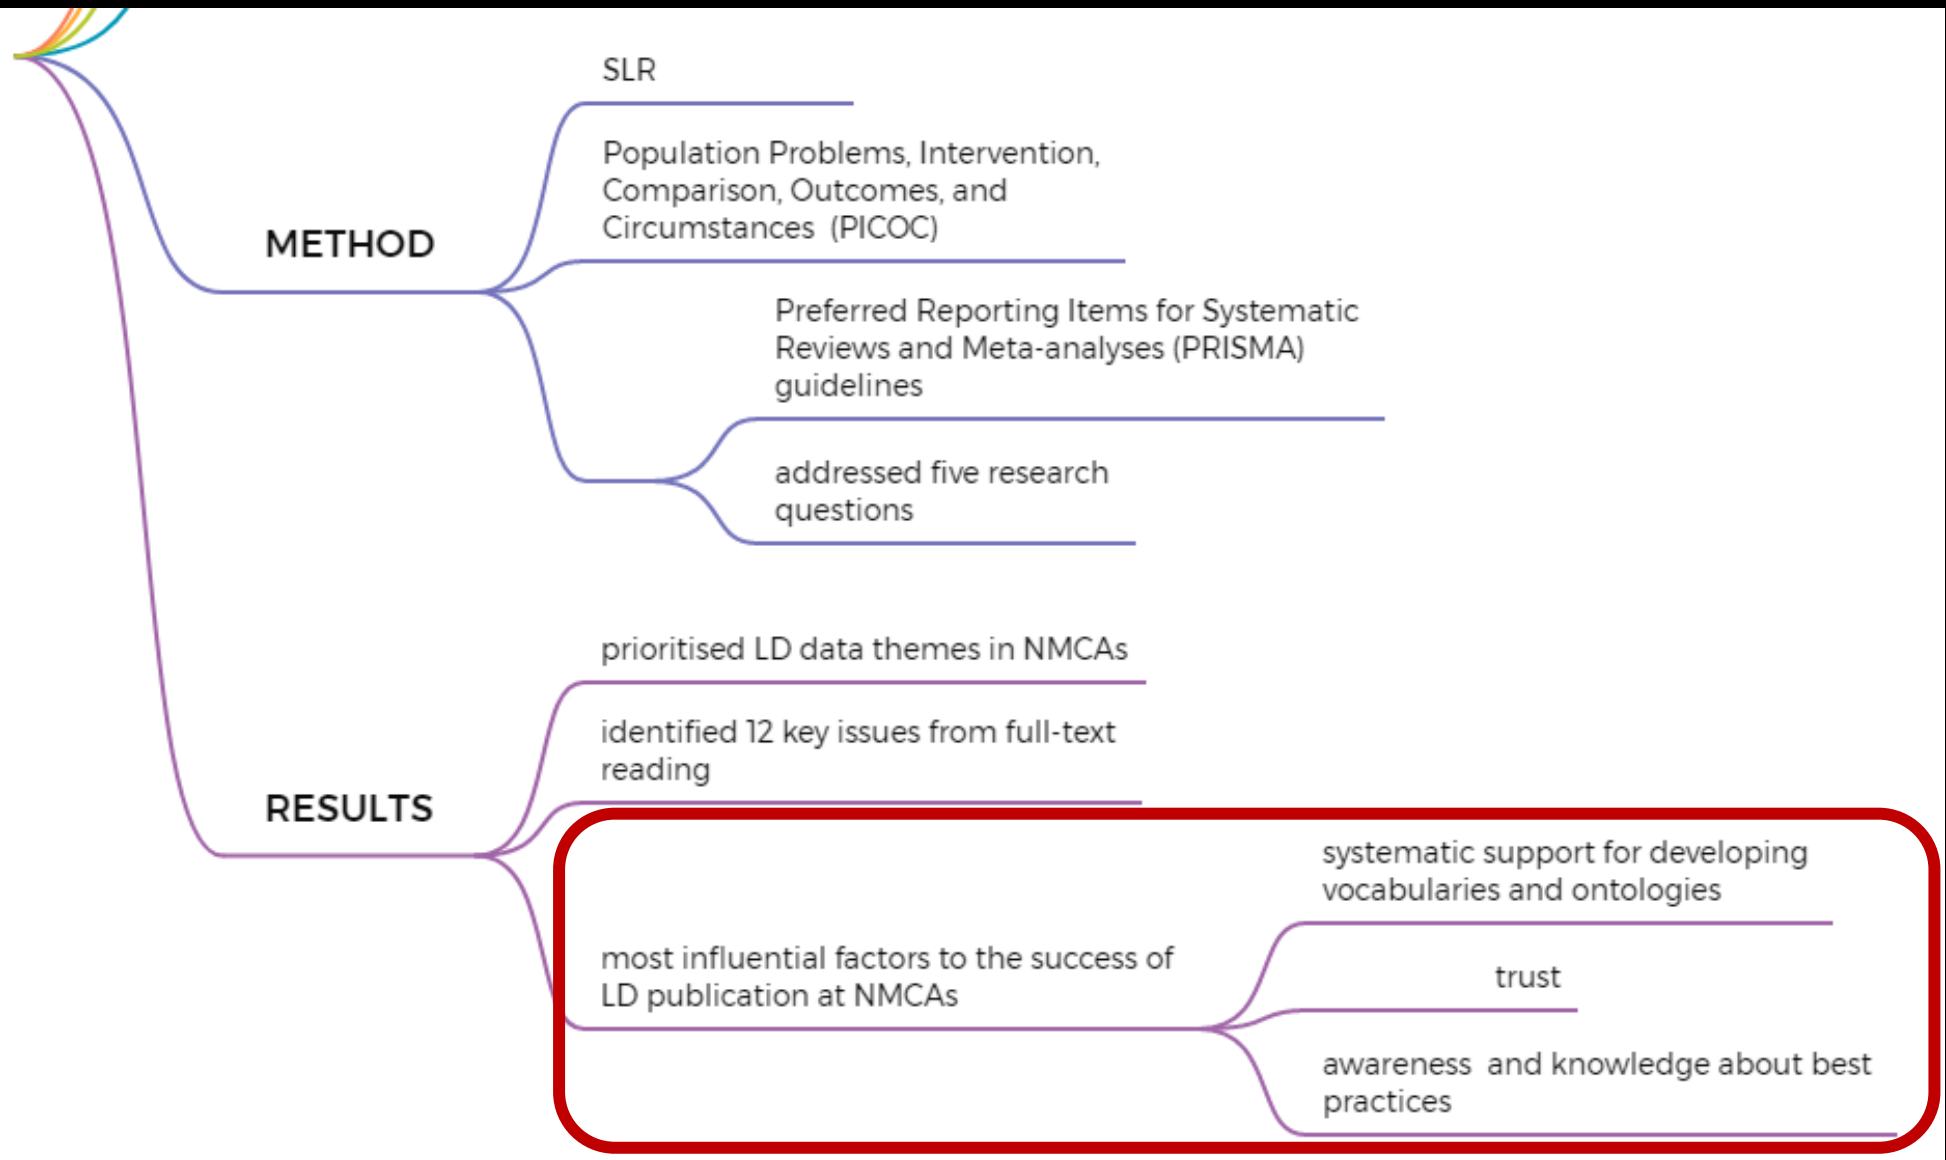 SLR
Population Problems, Intervention,
Comparison, Outcomes, and
Circumstances  (PICOC)
METHOD
Preferred Reporting Items for Systematic
Reviews and Meta-analyses (PRISMA)
guidelines
addressed five research
questions
prioritised LD data themes in NMCAs
identified 12 key issues from full-text
reading
RESULTS
most influential factors to the success of
LD publication at NMCAs
systematic support for developing
vocabularies and ontologies
trust
awareness  and knowledge about best
practices